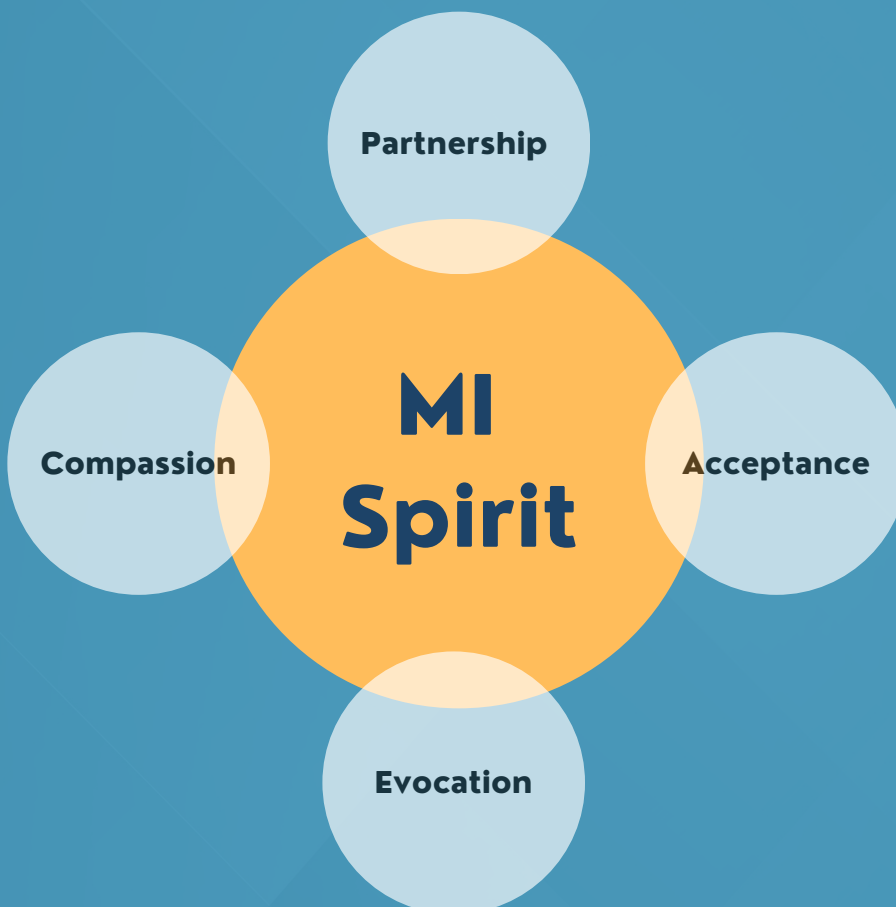 Partnership
MI
Spirit
Compassion
Acceptance
Evocation